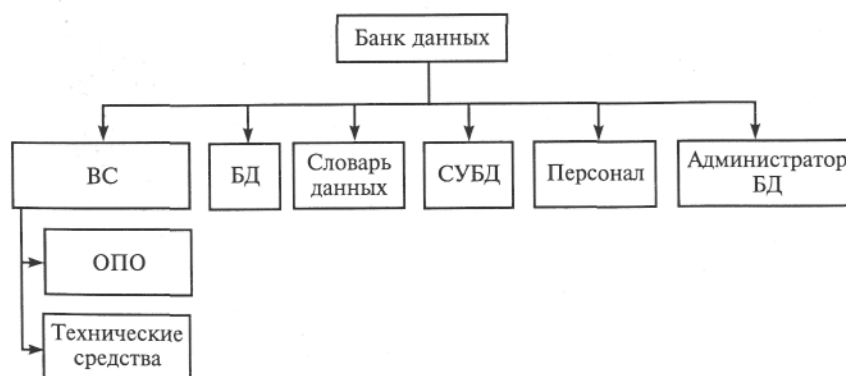 Банк данных
ВС
БД
Словарь
данных
СУБД
Персонал
Администратор
БД
ОПО
Технические
средства